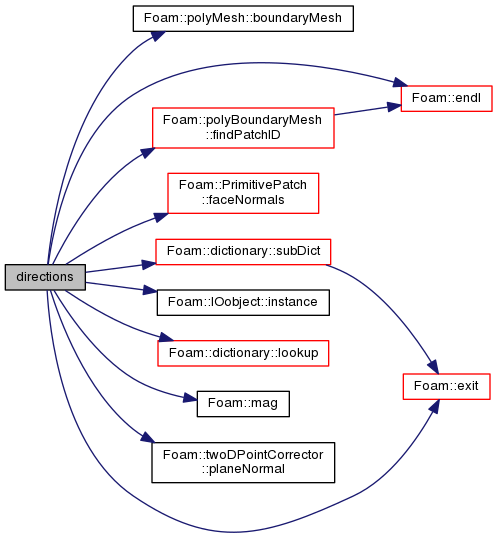 Foam::polyMesh::boundaryMesh
Foam::endl
Foam::polyBoundaryMesh
::findPatchID
Foam::PrimitivePatch
::faceNormals
Foam::dictionary::subDict
directions
Foam::IOobject::instance
Foam::dictionary::lookup
Foam::exit
Foam::mag
Foam::twoDPointCorrector
::planeNormal